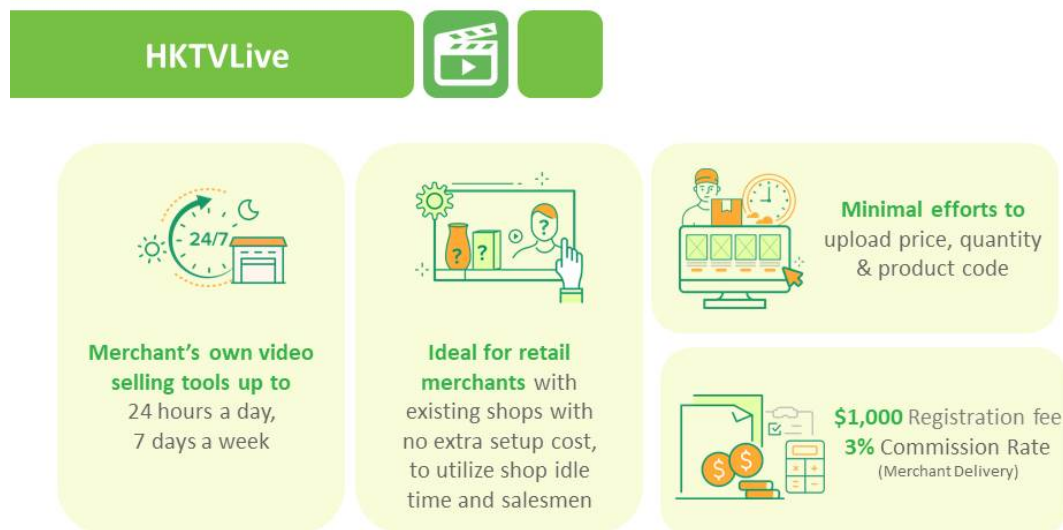 HKTVLive
24/7
Merchant's own video
selling tools up to
24 hours a day,
7 days a week
? ? ?
Ideal for retail
merchants with
existing shops with
no extra setup cost,
to utilize shop idle
time and salesmen
Minimal efforts to
upload price, quantity
& product code
$ $
$1,000 Registration fee
3% Commission Rate
(Merchant Delivery)